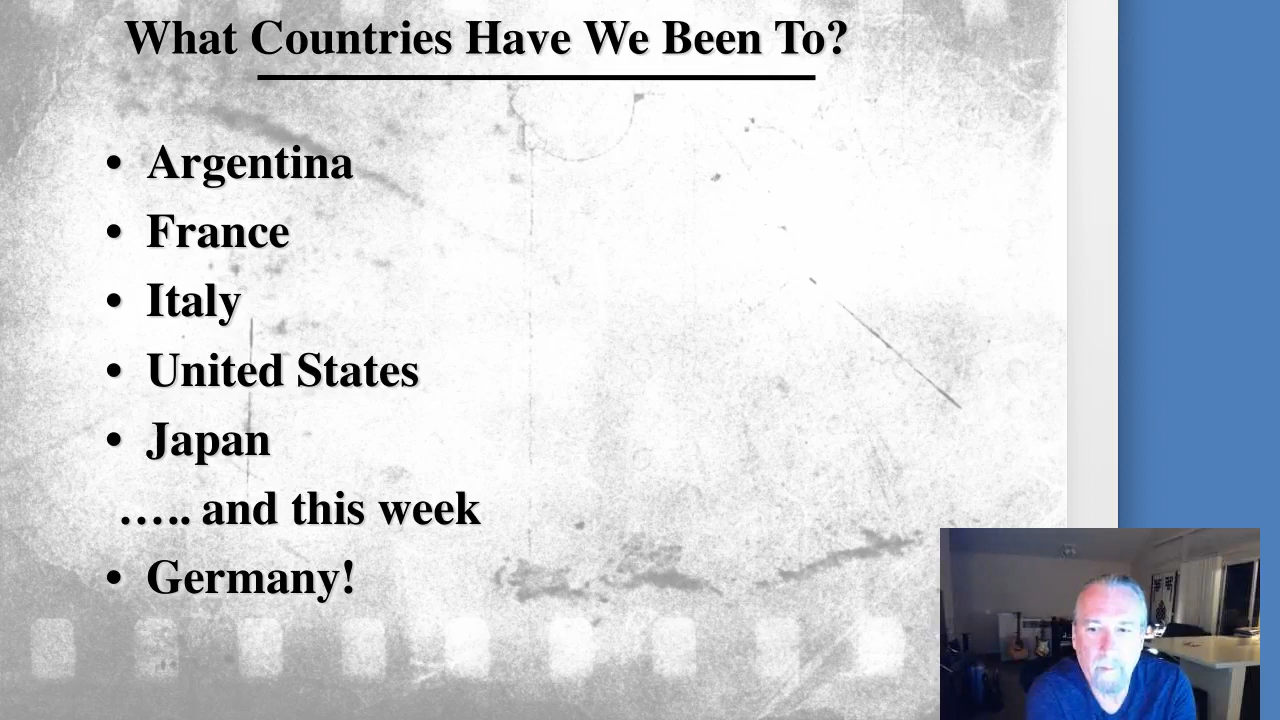 What Countries Have We Been To?
• Argentina
• France
• Italy
• United States
• Japan
….. and this week
• Germany!